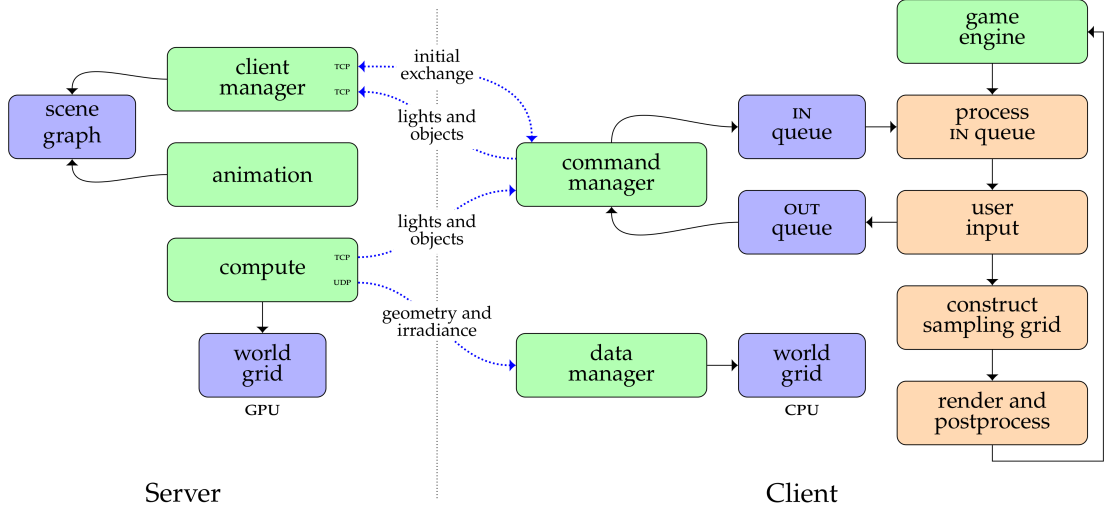 client
manager
TCP
TCP
scene
graph
animation
compute
TCP
UDP
world
grid
GPU
initial
exchange
lights and
objects
lights and
objects
geometry and
irradiance
command
manager
data
manager
IN
queue
OUT
queue
world
grid
CPU
game
engine
process
IN queue
user
input
construct
sampling grid
render and
postprocess
Server
Client